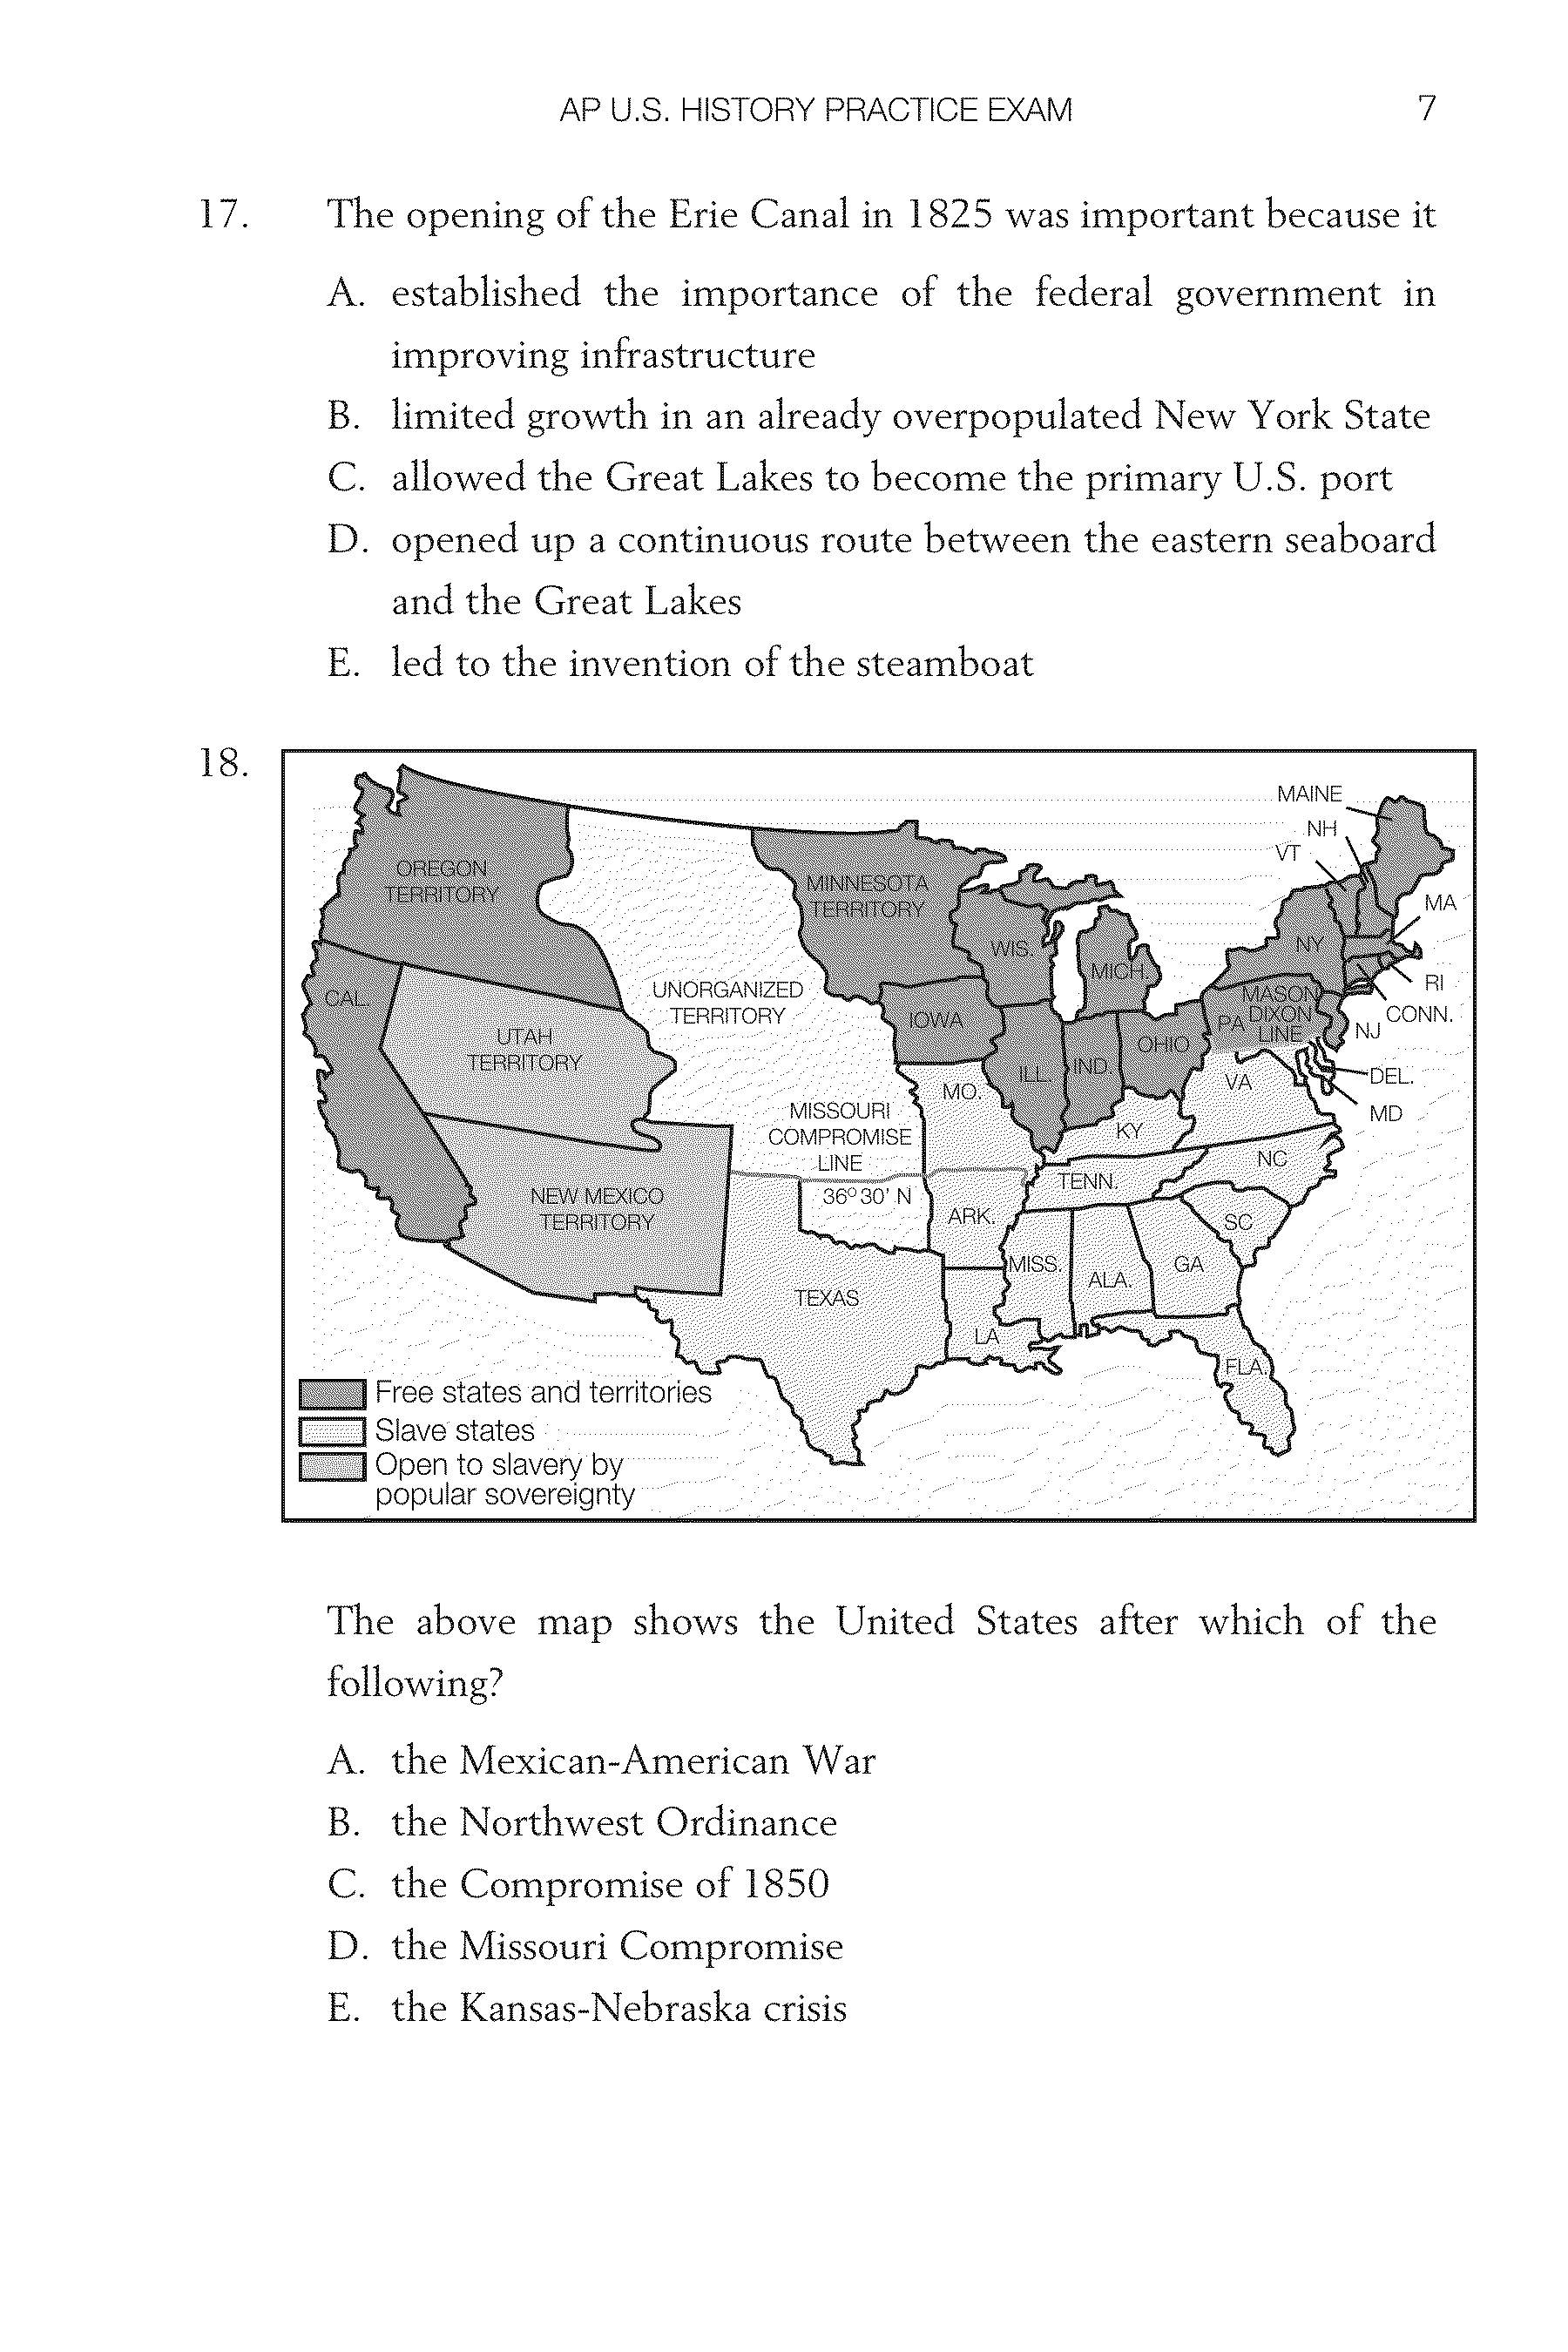 AP U.S. HISTORY PRACTICE EXAM 7
17. The opening of the Erie Canal in 1825 was important because it
A. established the importance of the federal government in
improving infrastructure
B. limited growth in an already overpopulated New York State
C. allowed the Great Lakes to become the primary U.S. port
D. opened up a continuous route between the eastern seaboard
and the Great Lakes
E. led to the invention of the steamboat
18.
MAINE
NH
VT
MA
OREGON
TERRITORY
MINNESOTA
TERRITORY
WIS.
MICH.
NY
RI
CONN.
NJ
MASON
DIXON
LINE
PA
CAL.
UNORGANIZED
TERRITORY
IOWA
UTAH
TERRITORY
ILL.
IND.
OHIO
DEL.
MD
VA
MO.
MISSOURI
COMPROMISE
LINE
36°30' N
KY
NC
TENN.
NEW MEXICO
TERRITORY
ARK.
SC
MISS.
ALA.
GA
TEXAS
LA
FLA.
Free states and territories
Slave states
Open to slavery by
popular sovereignty
The above map shows the United States after which of the
following?
A. the Mexican-American War
B. the Northwest Ordinance
C. the Compromise of 1850
D. the Missouri Compromise
E. the Kansas-Nebraska crisis